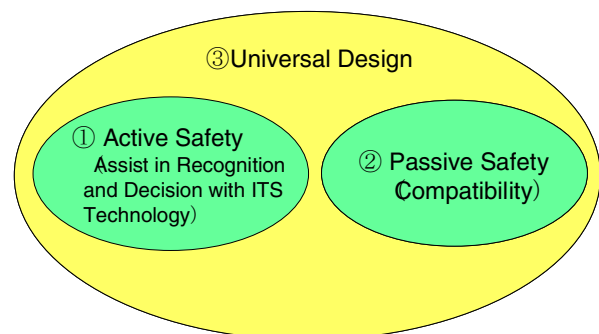 ③Universal Design
① Active Safety
(Assist in Recognition
and Decision with ITS
Technology)
② Passive Safety
(Compatibility)